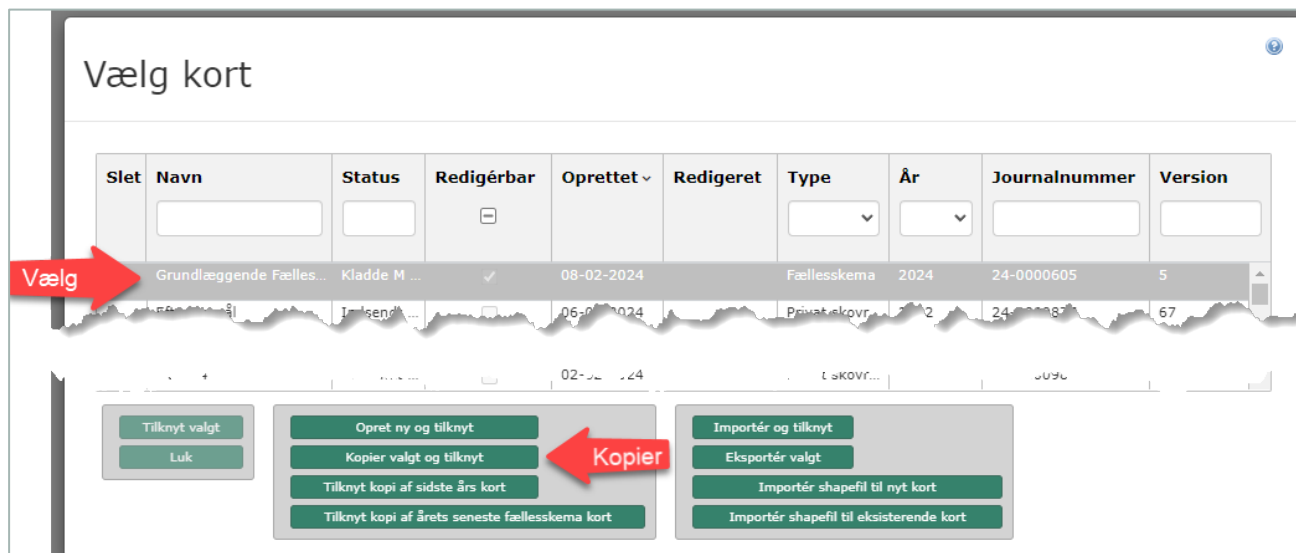 Vælg kort
Slet Navn Status Redigérbar Oprettet Redigeret Type År Journalnummer Version
Vælg Grundlæggende Fælles... Kladde M ... 08-02-2024 Fællesskema 2024 24-0000605 5
Privat skovr... 67
Tilknyt valgt
Luk
Opret ny og tilknyt
Kopier valgt og tilknyt
Kopier
Tilknyt kopi af sidste års kort
Tilknyt kopi af årets seneste fællesskema kort
Importér og tilknyt
Eksportér valgt
Importér shapefil til nyt kort
Importér shapefil til eksisterende kort